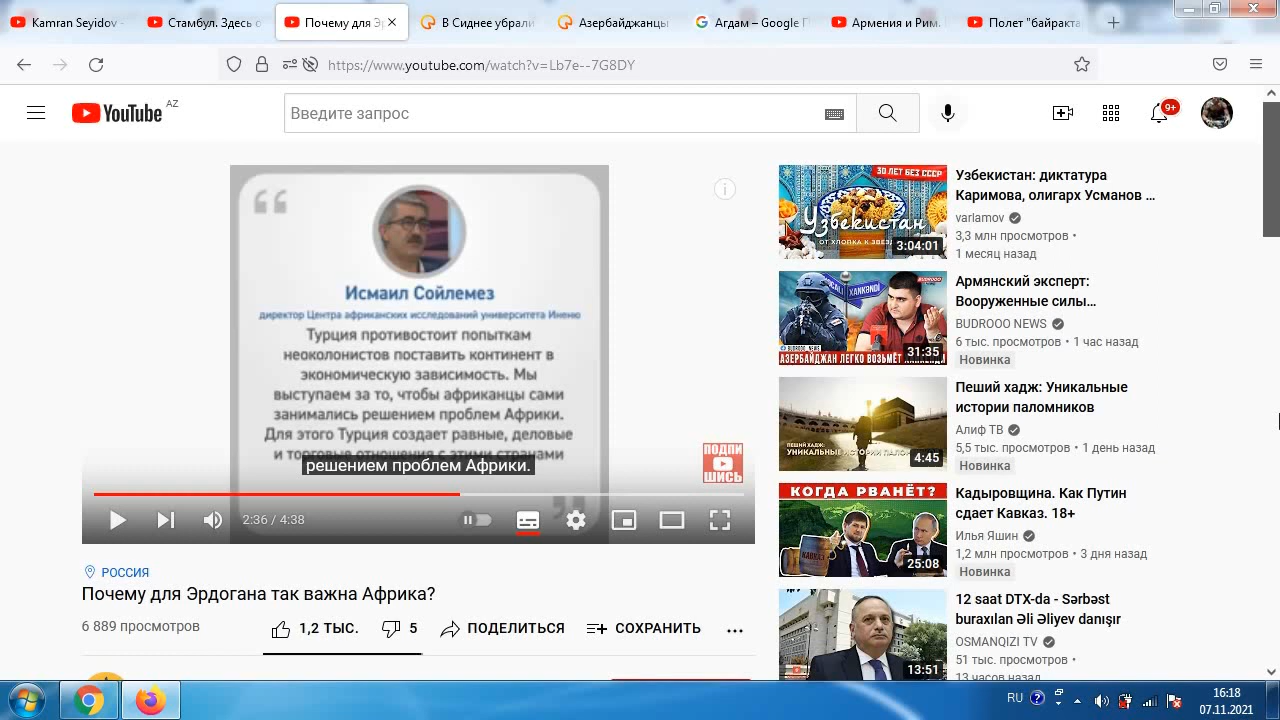 Kamran Seyidov -
Стамбул. Здесь о
Почему для Эр
В Сиднее убрали
Азербайджанцы
Агдам – Google П
Армения и Рим.
Полет "байракта
https://www.youtube.com/watch?v=Lb7e--7G8DY
YouTube AZ
Введите запрос
9+
Исмаил Сойлемез
директор Центра африканских исследований университета Иненю
Турция противостоит попыткам
неоколонистов поставить континент в
экономическую зависимость. Мы
выступаем за то, чтобы африканцы сами
занимались решением проблем Африки.
Для этого Турция создает равные, деловые
и торговые отношения с этими странами
решением проблем Африки.
ПОДПИ
ШИСЬ
2:36 / 4:38
РОССИЯ
Почему для Эрдогана так важна Африка?
6 889 просмотров
1,2 ТЫС.
5
ПОДЕЛИТЬСЯ
СОХРАНИТЬ
30 ЛЕТ БЕЗ СССР
Узбекистан
ОТ ХЛОПКА К ЗВЕЗД
3:04:01
Узбекистан: диктатура
Каримова, олигарх Усманов ...
varlamov
3,3 млн просмотров •
1 месяц назад
BUDROOO
XANKƏNDİ
BUDROOO NEWS
АЗЕРБАЙДЖАН ЛЕГКО ВОЗЬМЁТ
31:35
Армянский эксперт:
Вооруженные силы...
BUDROOO NEWS
6 тыс. просмотров • 1 час назад
Новинка
ПЕШИЙ ХАДЖ:
УНИКАЛЬНЫЕ ИСТОРИИ ПАЛОМНИКОВ
4:45
Пеший хадж: Уникальные
истории паломников
Алиф ТВ
5,5 тыс. просмотров • 1 день назад
Новинка
КОГДА РВАНЁТ?
КАВКАЗ
25:08
Кадыровщина. Как Путин
сдает Кавказ. 18+
Илья Яшин
1,2 млн просмотров • 3 дня назад
Новинка
13:51
12 saat DTX-da - Sərbəst
buraxılan Əli Əliyev danışır
OSMANQIZI TV
51 тыс. просмотров •
13 часов назад
RU
16:18
07.11.2021